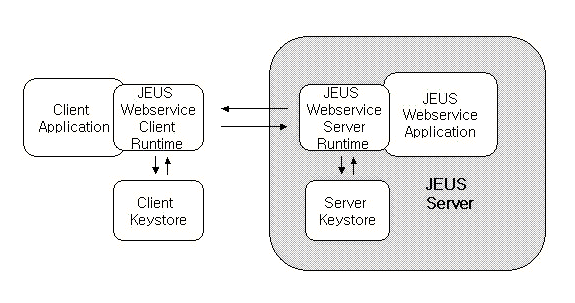 Client
Application
JEUS
Webservice
Client
Runtime
JEUS
Webservice
Server
Runtime
JEUS
Webservice
Application
Client
Keystore
Server
Keystore
JEUS
Server